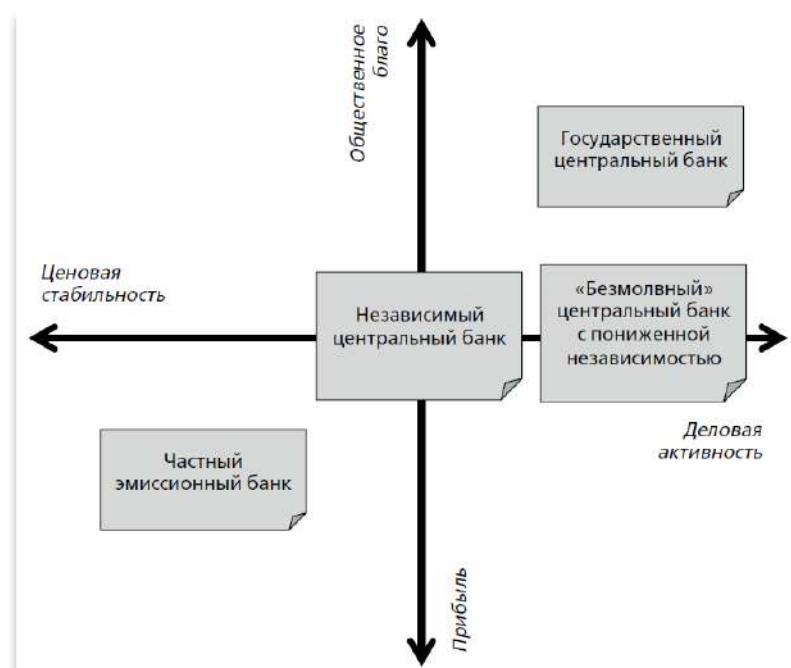 Общественное
благо
Государственный
центральный банк
Ценовая
стабильность
Независимый
центральный банк
«Безмолвный»
центральный банк
с пониженной
независимостью
Деловая
активность
Частный
эмиссионный банк
Прибыль